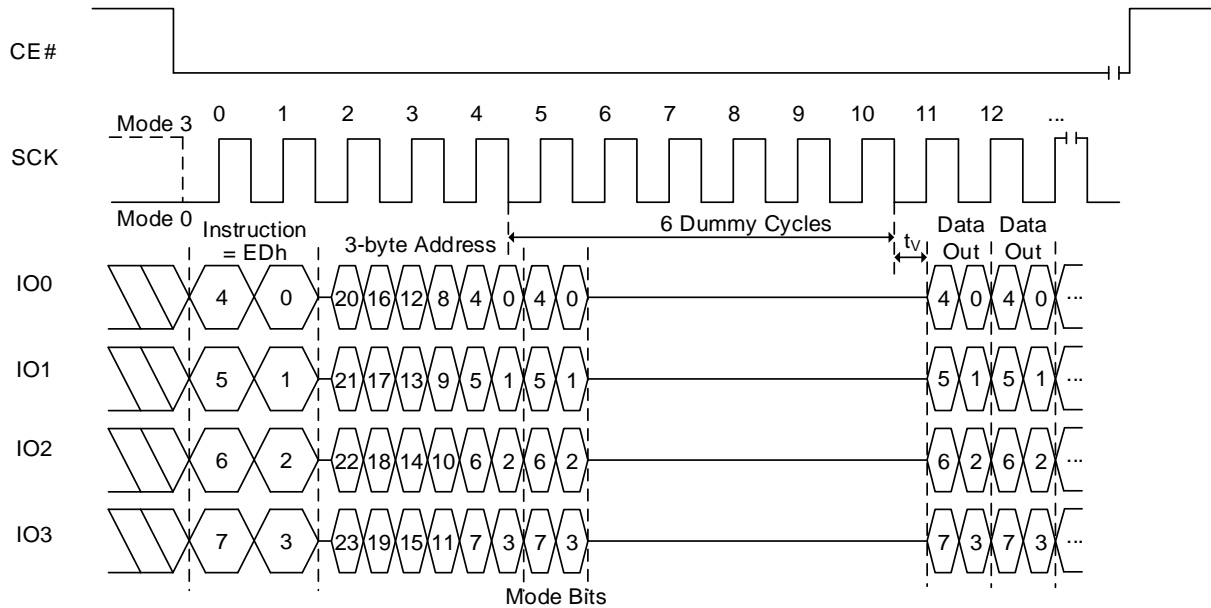 CE#
0 1 2 3 4 5 6 7 8 9 10 11 12 ...
Mode 3
SCK
Mode 0
Instruction
= EDh
3-byte Address
6 Dummy Cycles
tV
Data
Out
Data
Out
IO0 4 0 20 16 12 8 4 0 4 0 4 0 4 0 ...
IO1 5 1 21 17 13 9 5 1 5 1 5 1 5 1 ...
IO2 6 2 22 18 14 10 6 2 6 2 6 2 6 2 ...
IO3 7 3 23 19 15 11 7 3 7 3 7 3 7 3 ...
Mode Bits